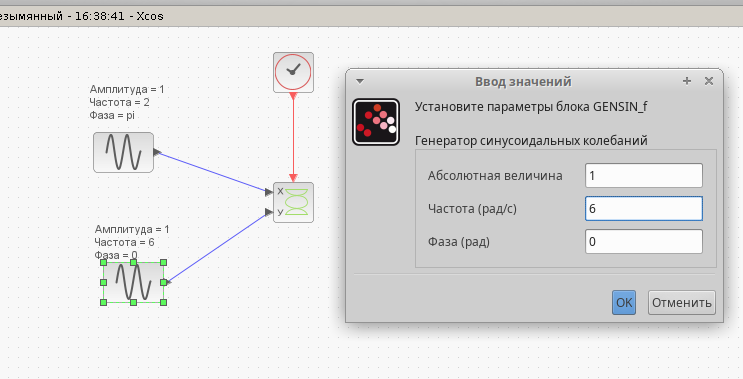 езымянный - 16:38:41 - Xcos
Амплитуда = 1
Частота = 2
Фаза = pi
X
У
Амплитуда = 1
Частота = 6
Фаза = 0
Ввод значений
Установите параметры блока GENSIN_f
Генератор синусоидальных колебаний
Абсолютная величина 1
Частота (рад/с) 6
Фаза (рад) 0
OK Отменить